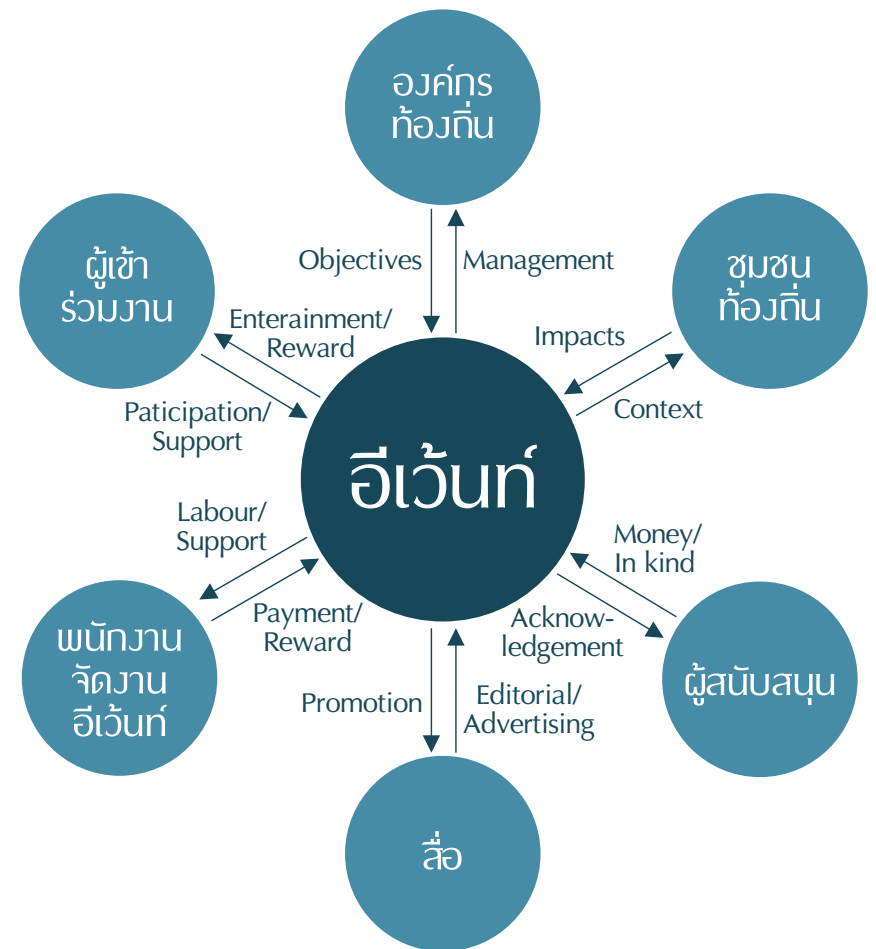 องค์กร
ท้องถิ่น
Objectives
Management
ผู้เข้า
ร่วมงาน
ชุมชน
ท้องถิ่น
Enterainment/
Reward
Impacts
Paticipation/
Support
Context
อีเว้นท์
Labour/
Support
Money/
In kind
Payment/
Reward
Acknow-
ledgement
พนักงาน
จัดงาน
อีเว้นท์
ผู้สนับสนุน
Promotion
Editorial/
Advertising
สื่อ